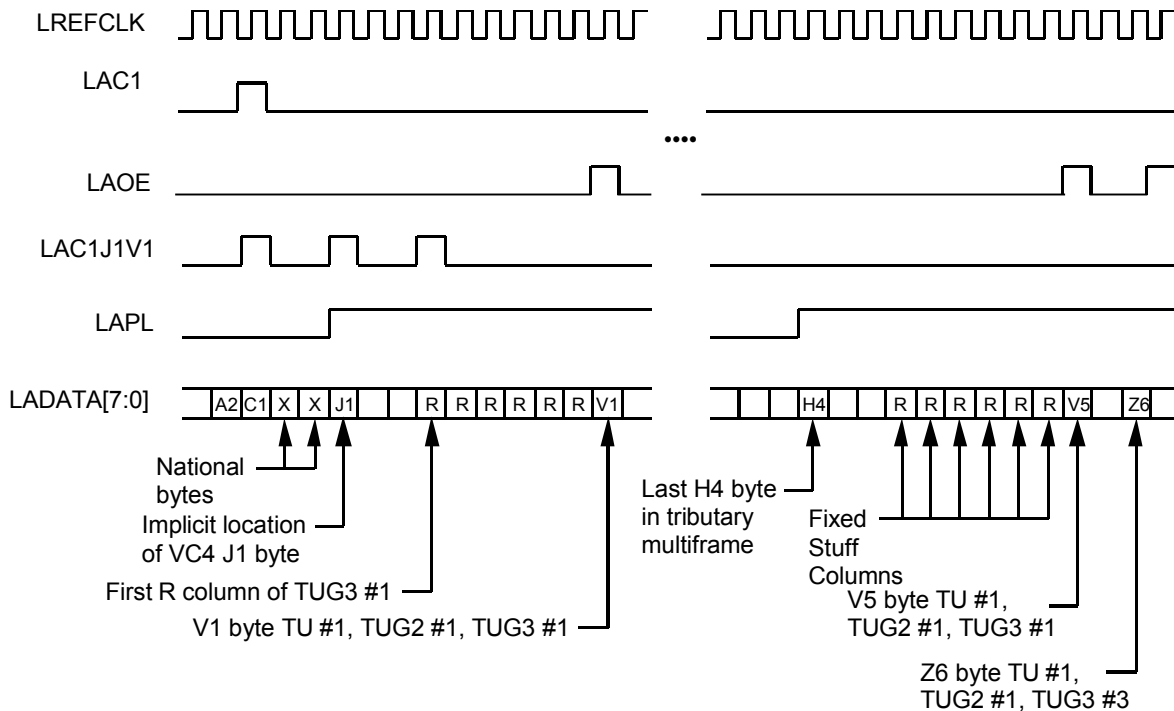 LREFCLK
LAC1
....
LAOE
LAC1J1V1
LAPL
LADATA[7:0]
A2 C1 X X J1 R R R R R R V1 H4 R R R R R R V5 Z6
National
bytes
Implicit location
of VC4 J1 byte
First R column of TUG3 #1
V1 byte TU #1, TUG2 #1, TUG3 #1
Last H4 byte
in tributary
multiframe
Fixed
Stuff
Columns
V5 byte TU #1,
TUG2 #1, TUG3 #1
Z6 byte TU #1,
TUG2 #1, TUG3 #3